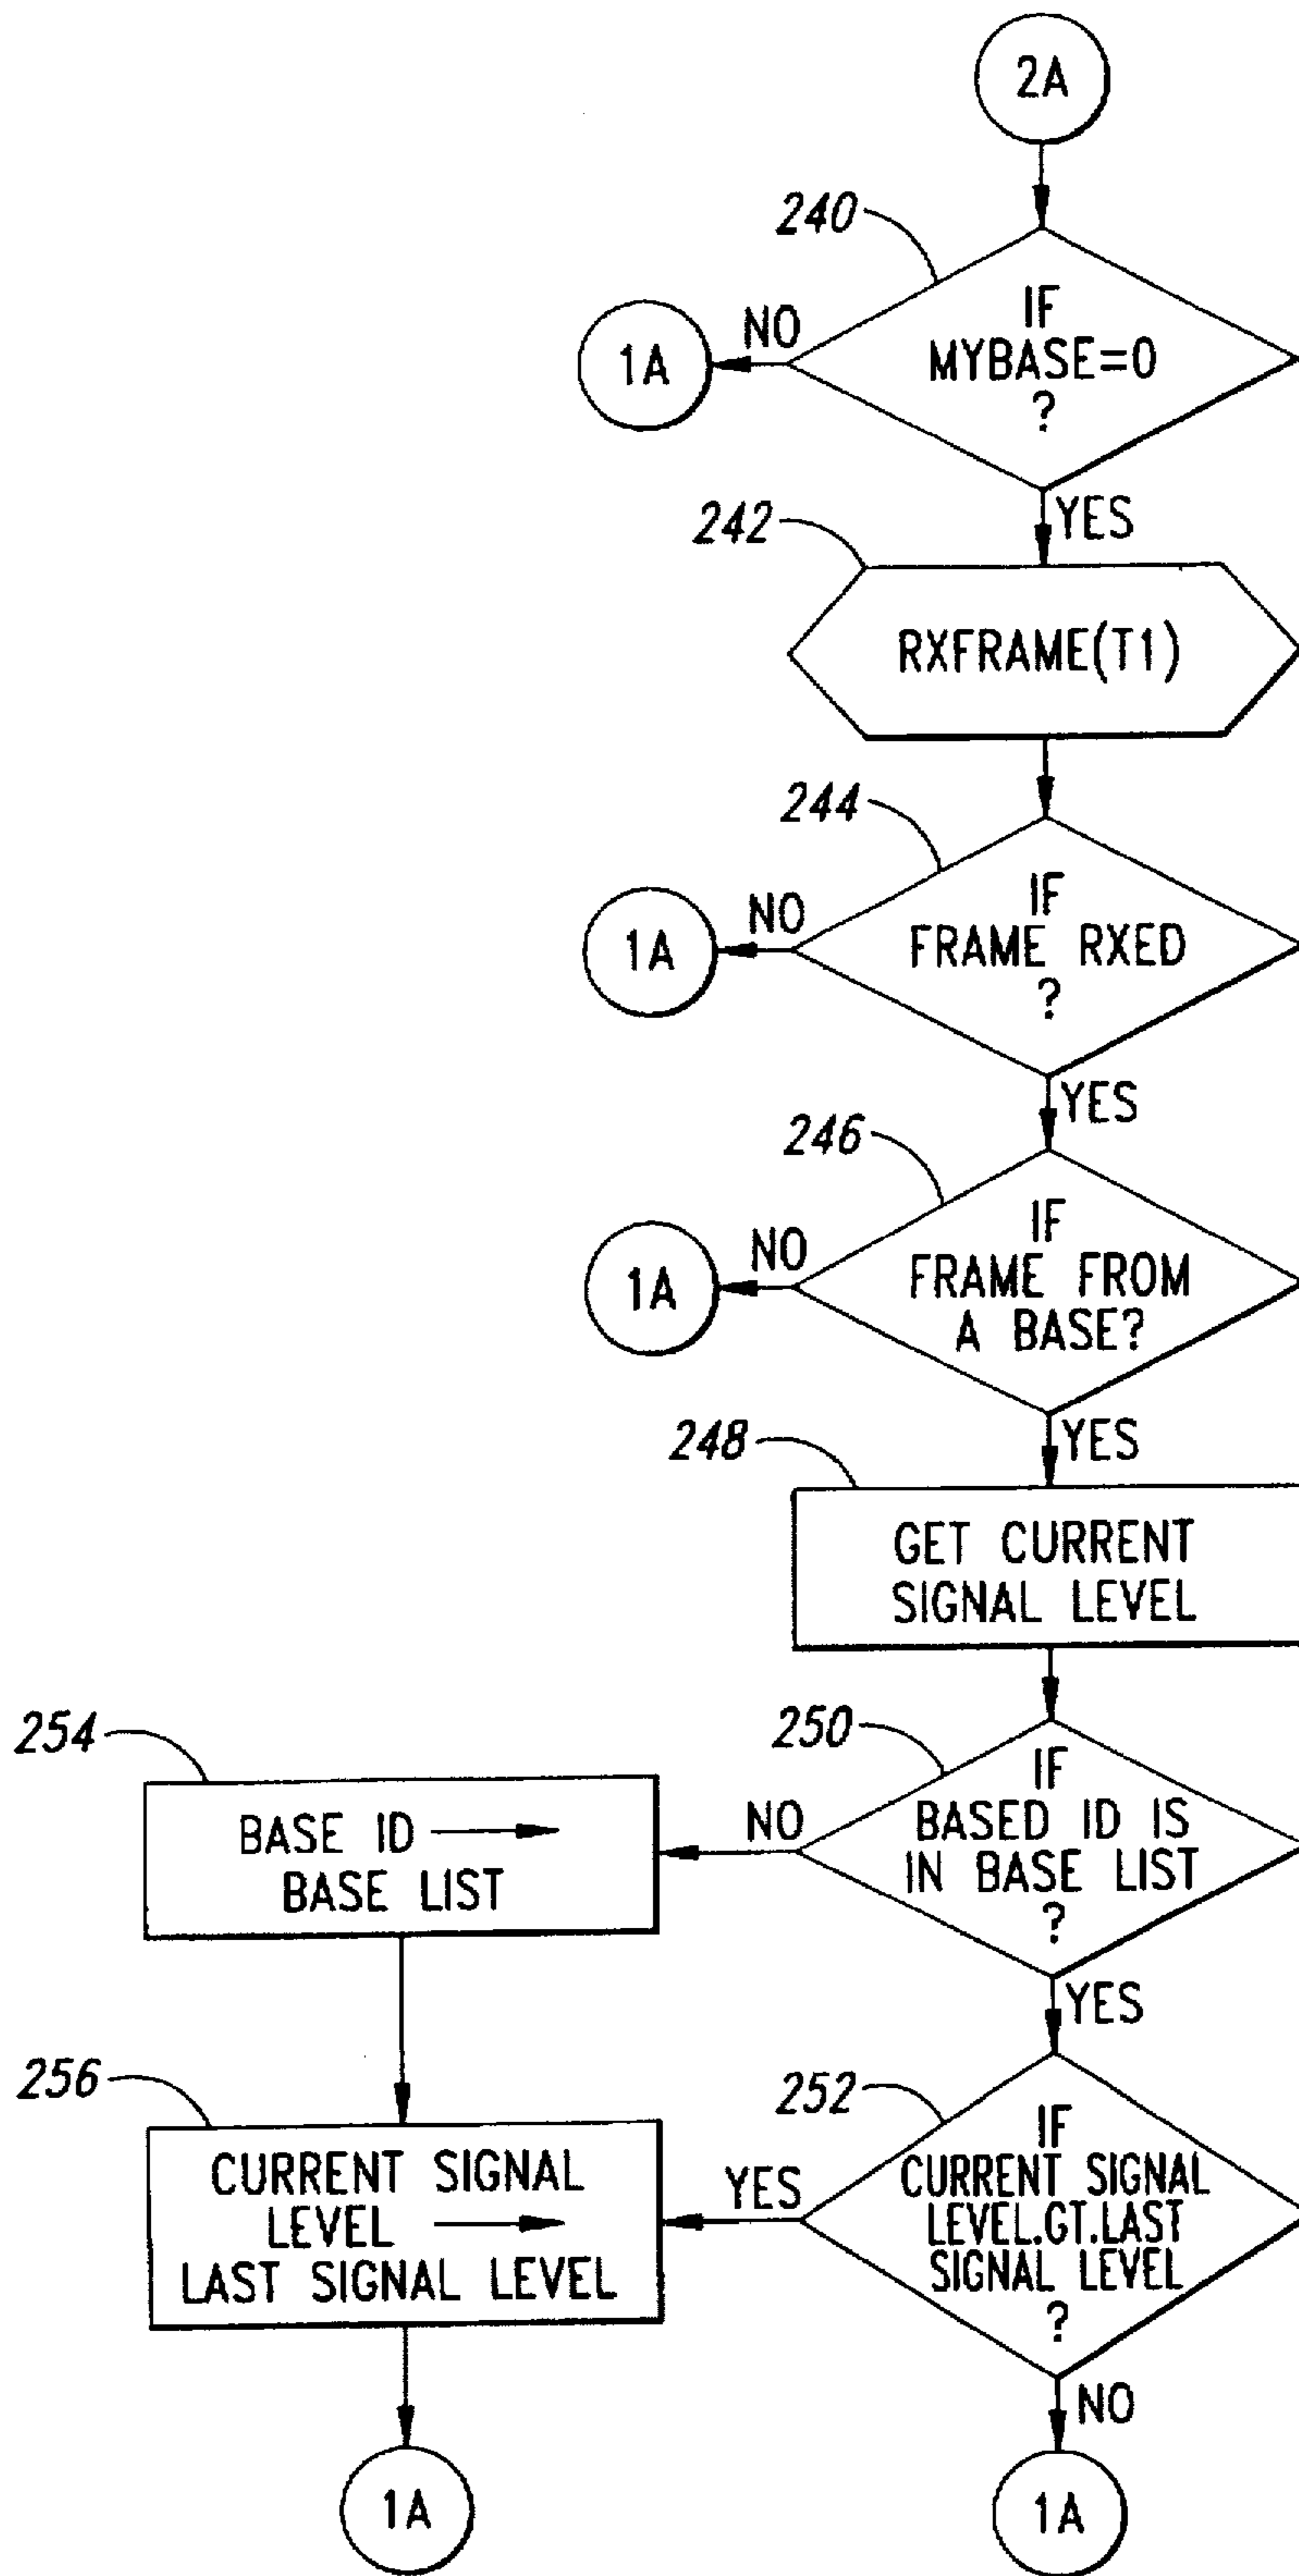 2A
240
IF
MYBASE=0
?
NO
1A
YES
242
RXFRAME(T1)
244
IF
FRAME RXED
?
NO
1A
YES
246
IF
FRAME FROM
A BASE?
NO
1A
YES
248
GET CURRENT
SIGNAL LEVEL
250
IF
BASED ID IS
IN BASE LIST
?
NO
254
BASE ID →
BASE LIST
YES
252
IF
CURRENT SIGNAL
LEVEL.GT.LAST
SIGNAL LEVEL
?
YES
256
CURRENT SIGNAL
LEVEL →
LAST SIGNAL LEVEL
NO
1A
1A